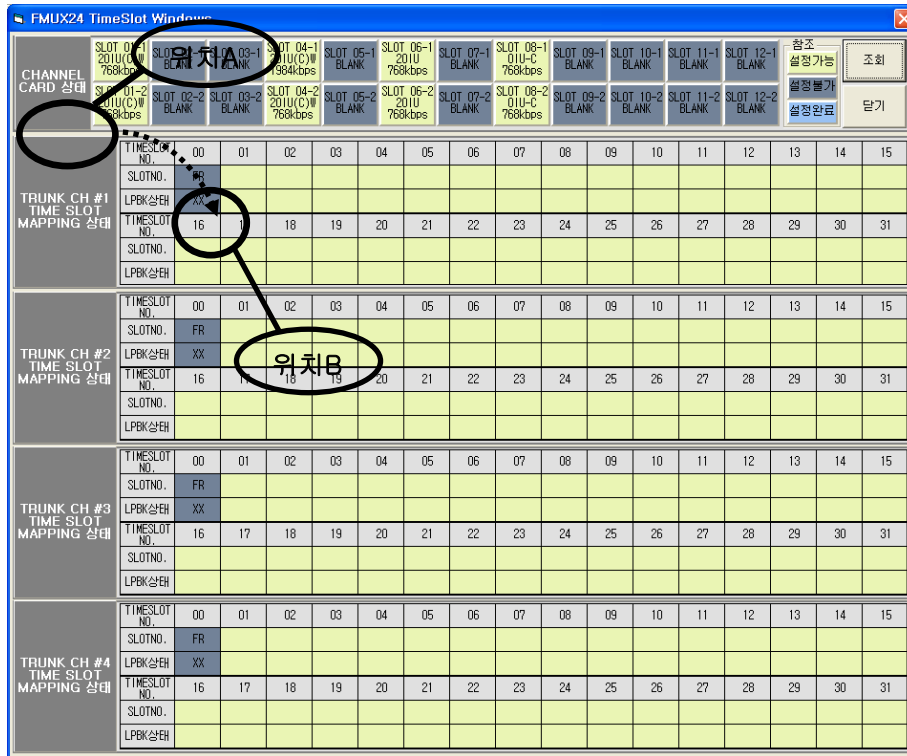 FMUX24 TimeSlot Windows
CHANNEL
CARD 상태
SLOT 01-1
201U(C)W
768kbps
SLOT 03-1
BLANK
SLOT 04-1
201U(C)W
1984kbps
SLOT 05-1
BLANK
SLOT 06-1
201U
768kbps
SLOT 07-1
BLANK
SLOT 08-1
01U-C
768kbps
SLOT 09-1
BLANK
SLOT 10-1
BLANK
SLOT 11-1
BLANK
SLOT 12-1
BLANK
위치A
SLOT 01-2
201U(C)W
768kbps
SLOT 02-2
BLANK
SLOT 03-2
BLANK
SLOT 04-2
201U(C)W
768kbps
SLOT 05-2
BLANK
SLOT 06-2
201U
768kbps
SLOT 07-2
BLANK
SLOT 08-2
01U-C
768kbps
SLOT 09-2
BLANK
SLOT 10-2
BLANK
SLOT 11-2
BLANK
SLOT 12-2
BLANK
참조
설정가능
설정불가
설정완료
조회
닫기
TRUNK CH #1
TIME SLOT
MAPPING 상태
TIMESLOT NO. 00 01 02 03 04 05 06 07 08 09 10 11 12 13 14 15
SLOTNO. FR
LPBK상태 XX
TIMESLOT NO. 16 18 19 20 21 22 23 24 25 26 27 28 29 30 31
SLOTNO.
LPBK상태
TRUNK CH #2
TIME SLOT
MAPPING 상태
TIMESLOT NO. 00 01 02 03 04 05 06 07 08 09 10 11 12 13 14 15
SLOTNO. FR
LPBK상태 XX
위치B
TIMESLOT NO. 16 17 18 19 20 21 22 23 24 25 26 27 28 29 30 31
SLOTNO.
LPBK상태
TRUNK CH #3
TIME SLOT
MAPPING 상태
TIMESLOT NO. 00 01 02 03 04 05 06 07 08 09 10 11 12 13 14 15
SLOTNO. FR
LPBK상태 XX
TIMESLOT NO. 16 17 18 19 20 21 22 23 24 25 26 27 28 29 30 31
SLOTNO.
LPBK상태
TRUNK CH #4
TIME SLOT
MAPPING 상태
TIMESLOT NO. 00 01 02 03 04 05 06 07 08 09 10 11 12 13 14 15
SLOTNO. FR
LPBK상태 XX
TIMESLOT NO. 16 17 18 19 20 21 22 23 24 25 26 27 28 29 30 31
SLOTNO.
LPBK상태